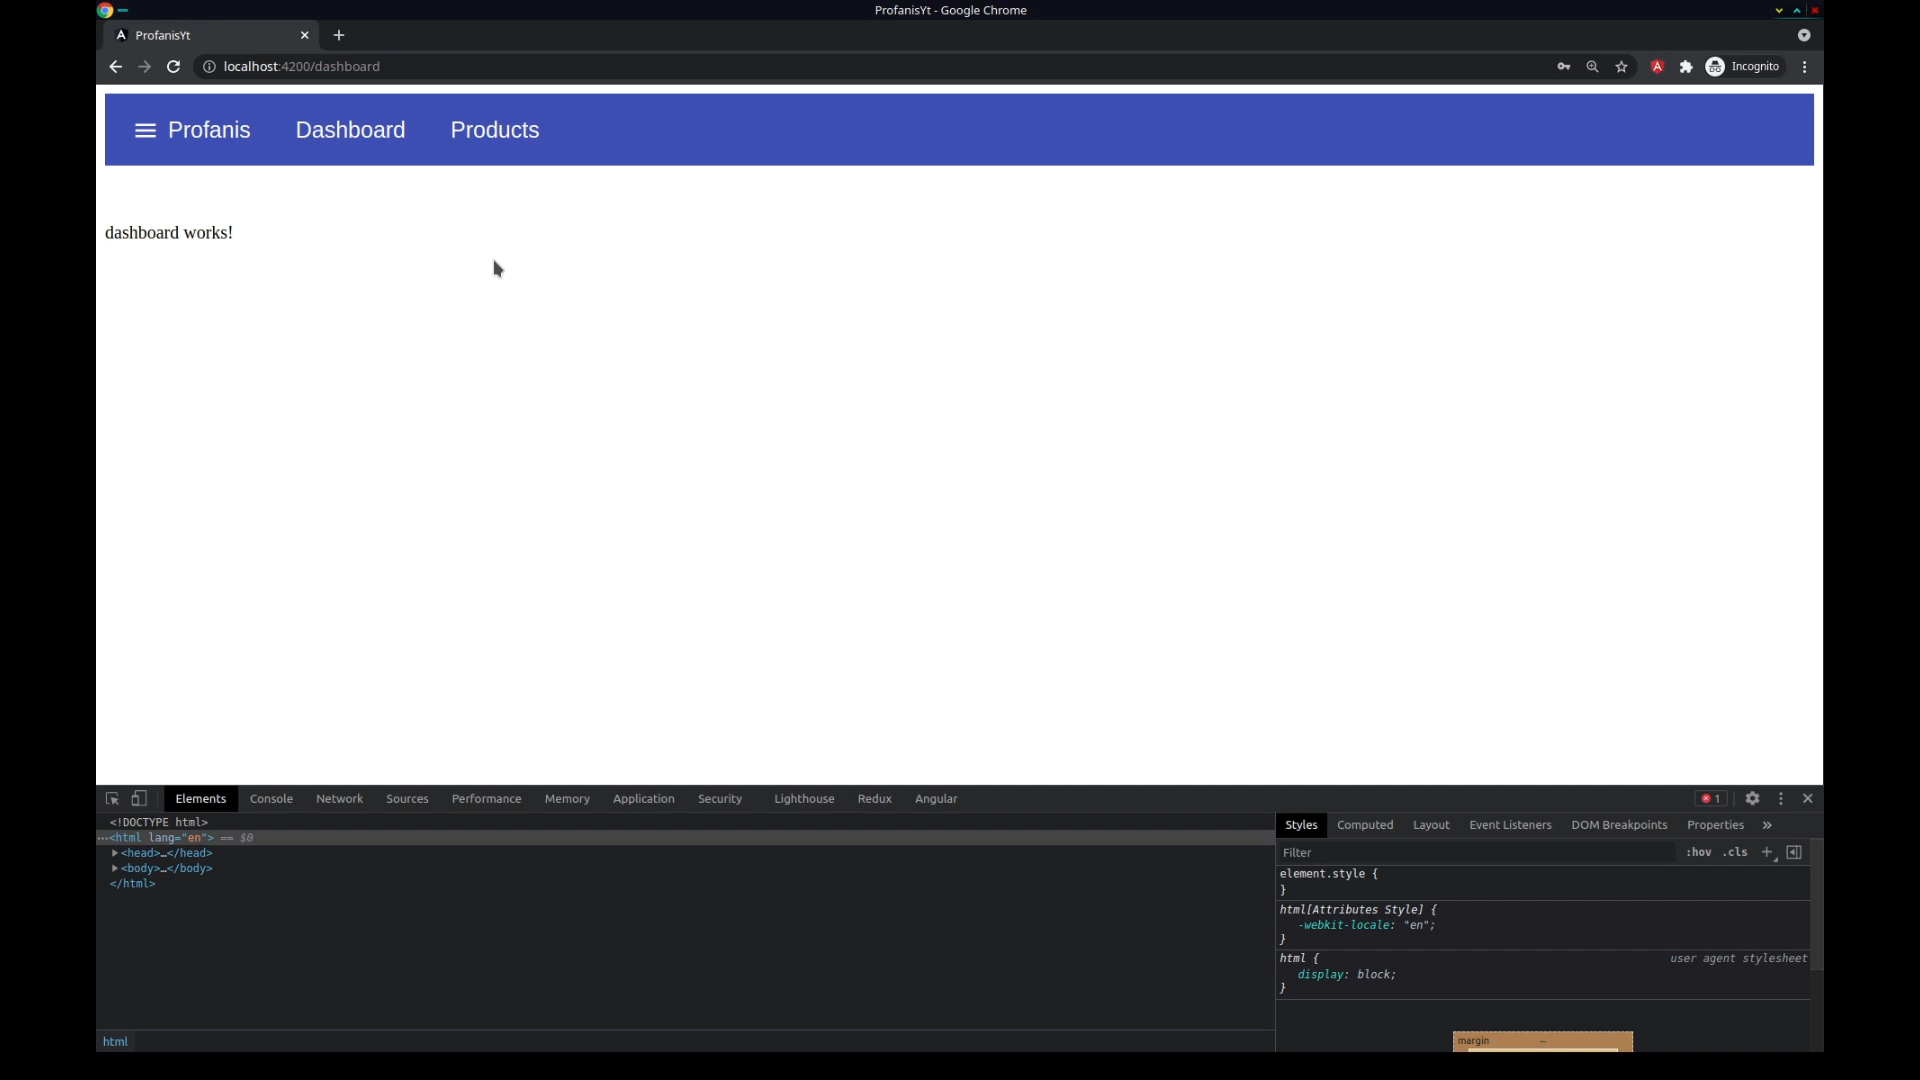 ProfanisYt - Google Chrome
ProfanisYt
localhost:4200/dashboard
Incognito
Profanis Dashboard Products
dashboard works!
Elements Console Network Sources Performance Memory Application Security Lighthouse Redux Angular 1
<!DOCTYPE html>
···<html lang="en"> == $0
<head>…</head>
<body>…</body>
</html>
html
Styles Computed Layout Event Listeners DOM Breakpoints Properties »
Filter :hov .cls +
element.style {
}
html[Attributes Style] {
-webkit-locale: "en";
}
html { user agent stylesheet
display: block;
}
margin –